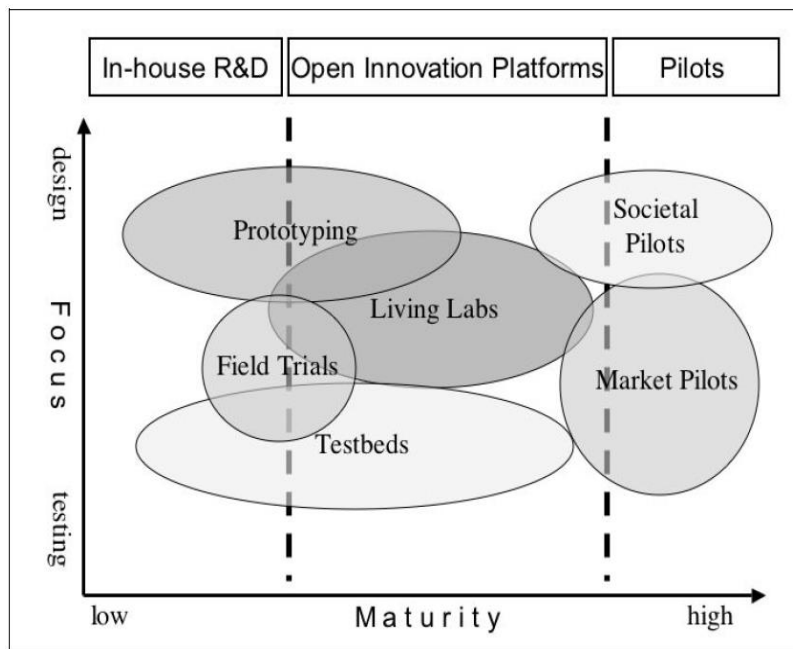 In-house R&D
Open Innovation Platforms
Pilots
design
Focus
testing
Prototyping
Societal
Pilots
Living Labs
Field Trials
Market Pilots
Testbeds
low
Maturity
high